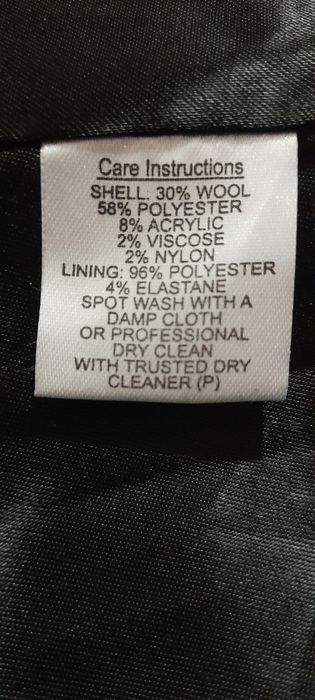 Care Instructions
SHELL: 30% WOOL
58% POLYESTER
8% ACRYLIC
2% VISCOSE
2% NYLON
LINING: 96% POLYESTER
4% ELASTANE
SPOT WASH WITH A
DAMP CLOTH
OR PROFESSIONAL
DRY CLEAN
WITH TRUSTED DRY
CLEANER (P)